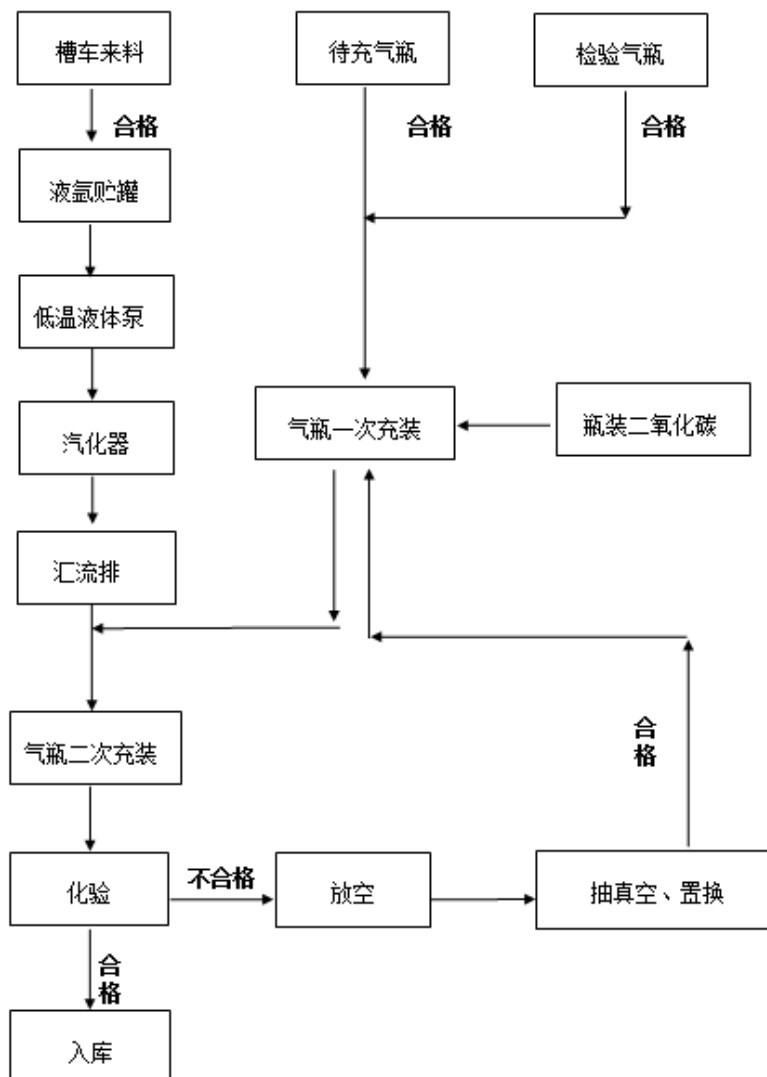 槽车来料
待充气瓶
检验气瓶
合格
合格
合格
液氩贮罐
低温液体泵
气瓶一次充装
瓶装二氧化碳
汽化器
汇流排
气瓶二次充装
合
格
化验
不合格
放空
抽真空、置换
合
格
入库